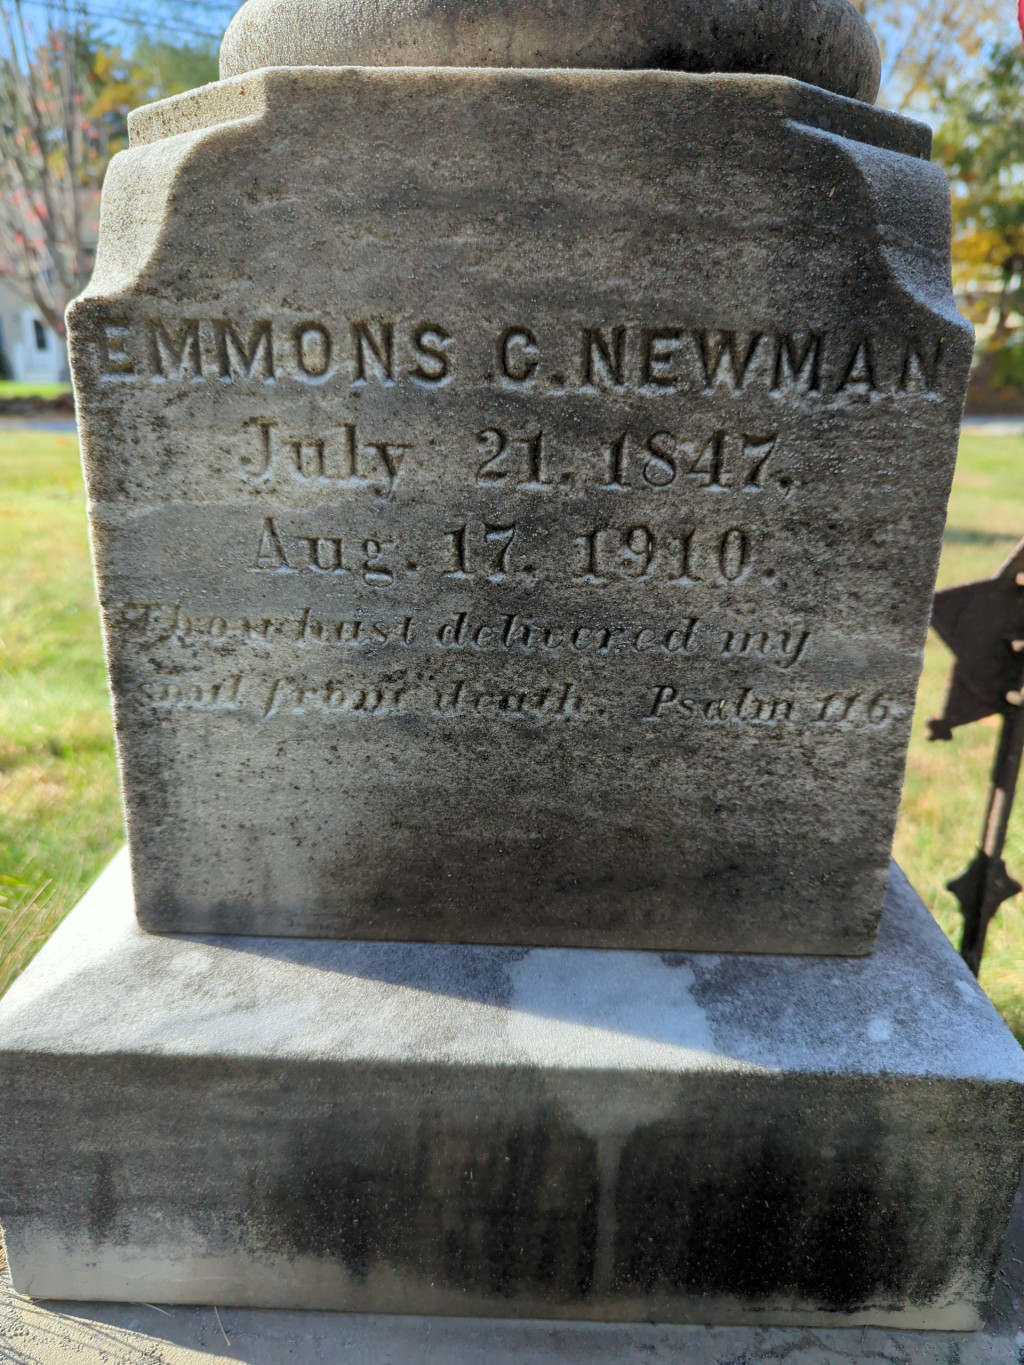 EMMONS C. NEWMAN
July 21, 1847,
Aug. 17, 1910.
Thou hast delivered my
soul from death. Psalm 116